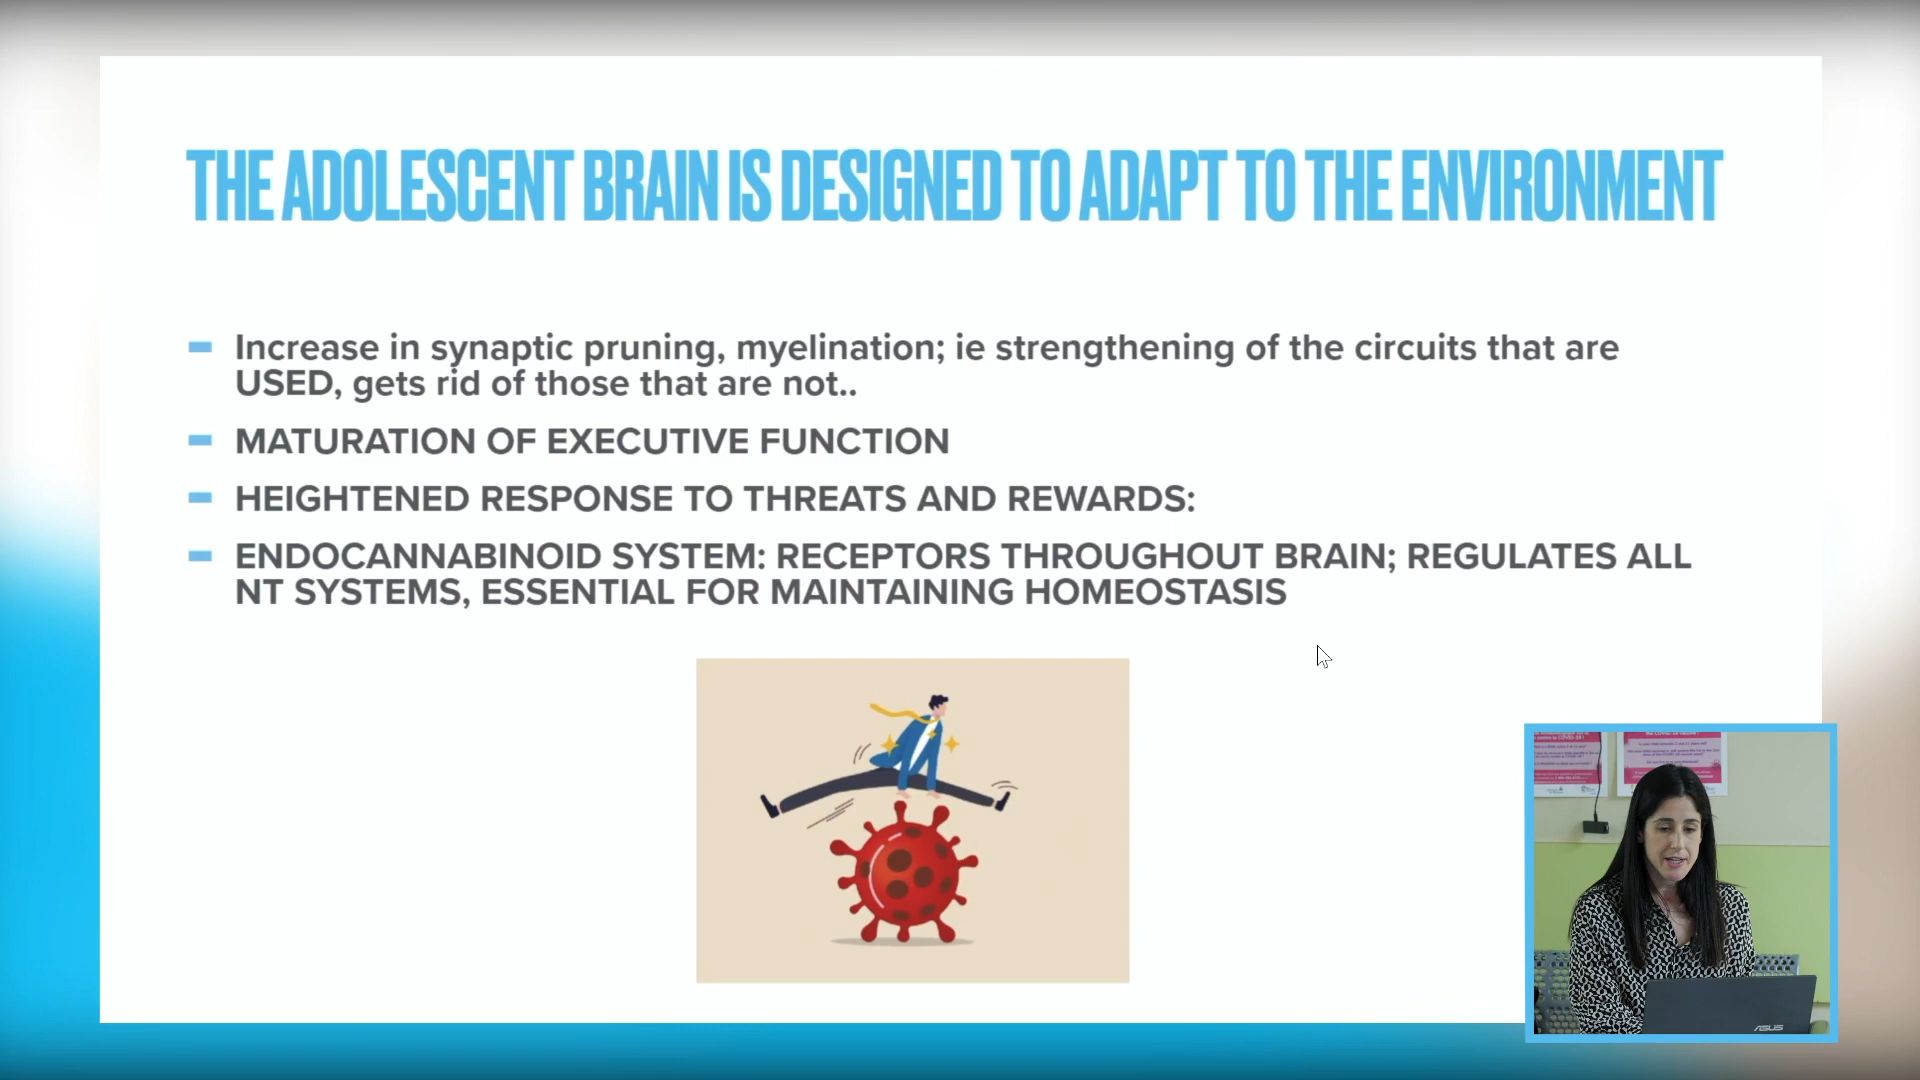 THE ADOLESCENT BRAIN IS DESIGNED TO ADAPT TO THE ENVIRONMENT
Increase in synaptic pruning, myelination; ie strengthening of the circuits that are
USED, gets rid of those that are not..
MATURATION OF EXECUTIVE FUNCTION
HEIGHTENED RESPONSE TO THREATS AND REWARDS:
ENDOCANNABINOID SYSTEM: RECEPTORS THROUGHOUT BRAIN; REGULATES ALL
NT SYSTEMS, ESSENTIAL FOR MAINTAINING HOMEOSTASIS
ASUS